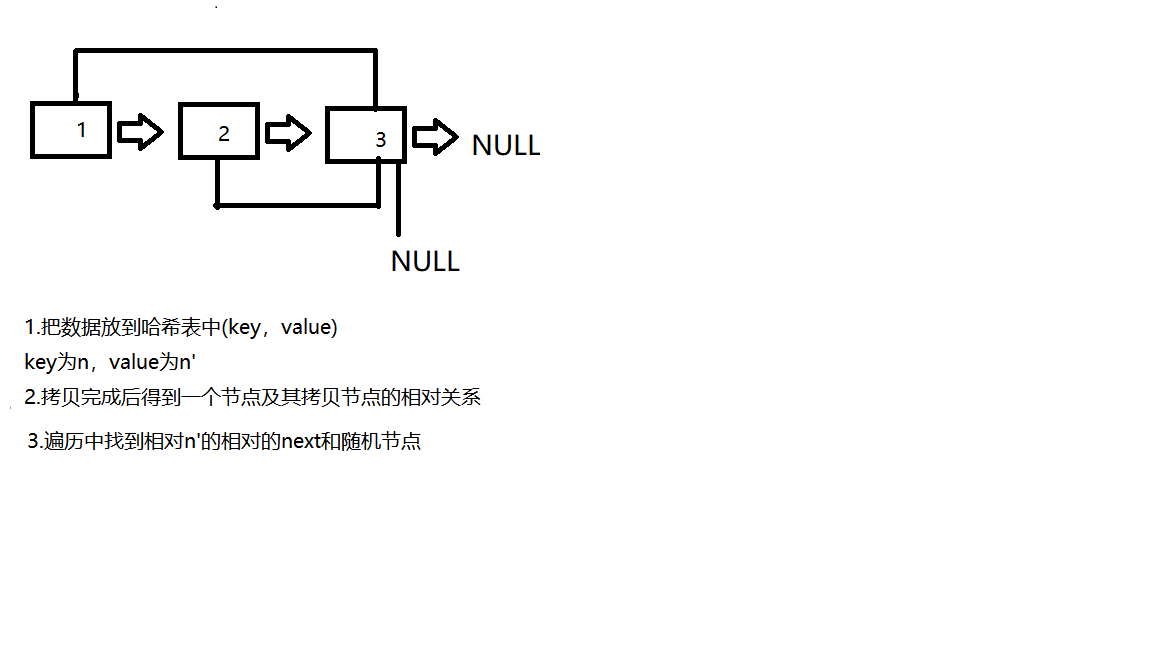 1
2
3
NULL
NULL
1.把数据放到哈希表中(key，value)
key为n，value为n'
2.拷贝完成后得到一个节点及其拷贝节点的相对关系
3.遍历中找到相对n'的相对的next和随机节点